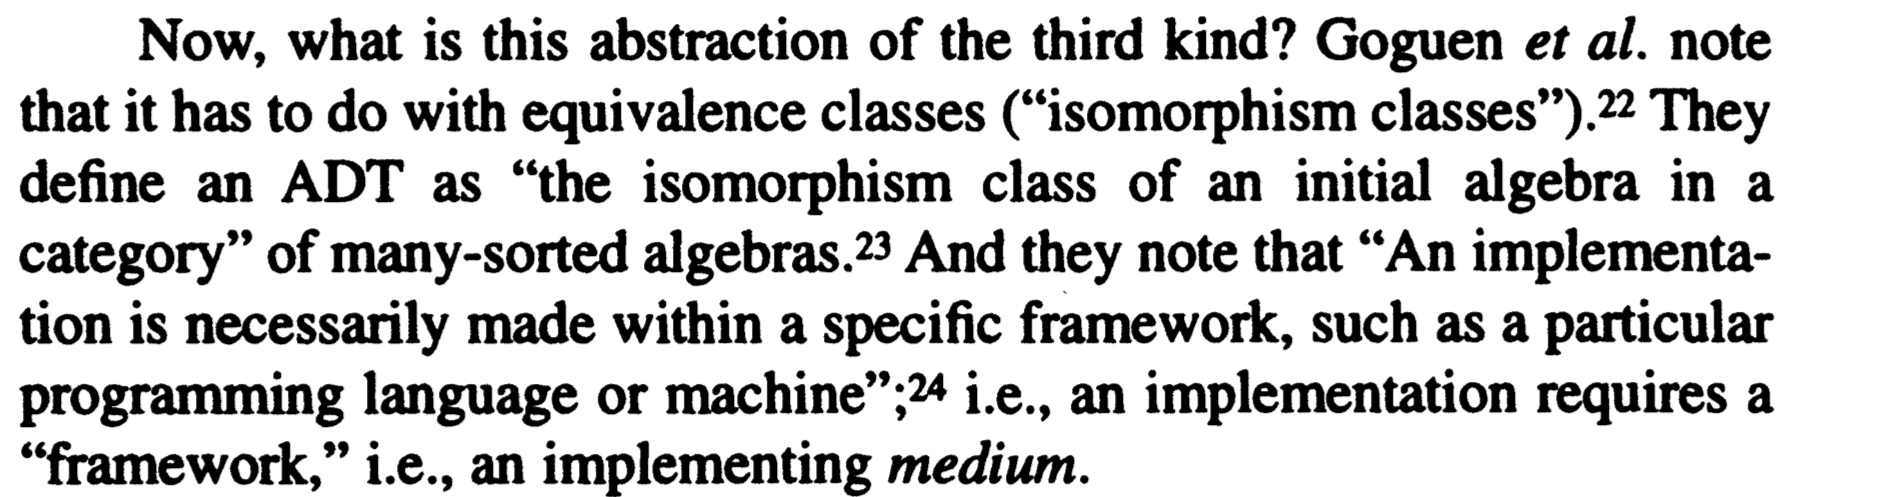 Now, what is this abstraction of the third kind? Goguen et al. note
that it has to do with equivalence classes (“isomorphism classes”).22 They
define an ADT as “the isomorphism class of an initial algebra in a
category” of many-sorted algebras.23 And they note that “An implementa-
tion is necessarily made within a specific framework, such as a particular
programming language or machine”;24 i.e., an implementation requires a
“framework,” i.e., an implementing medium.